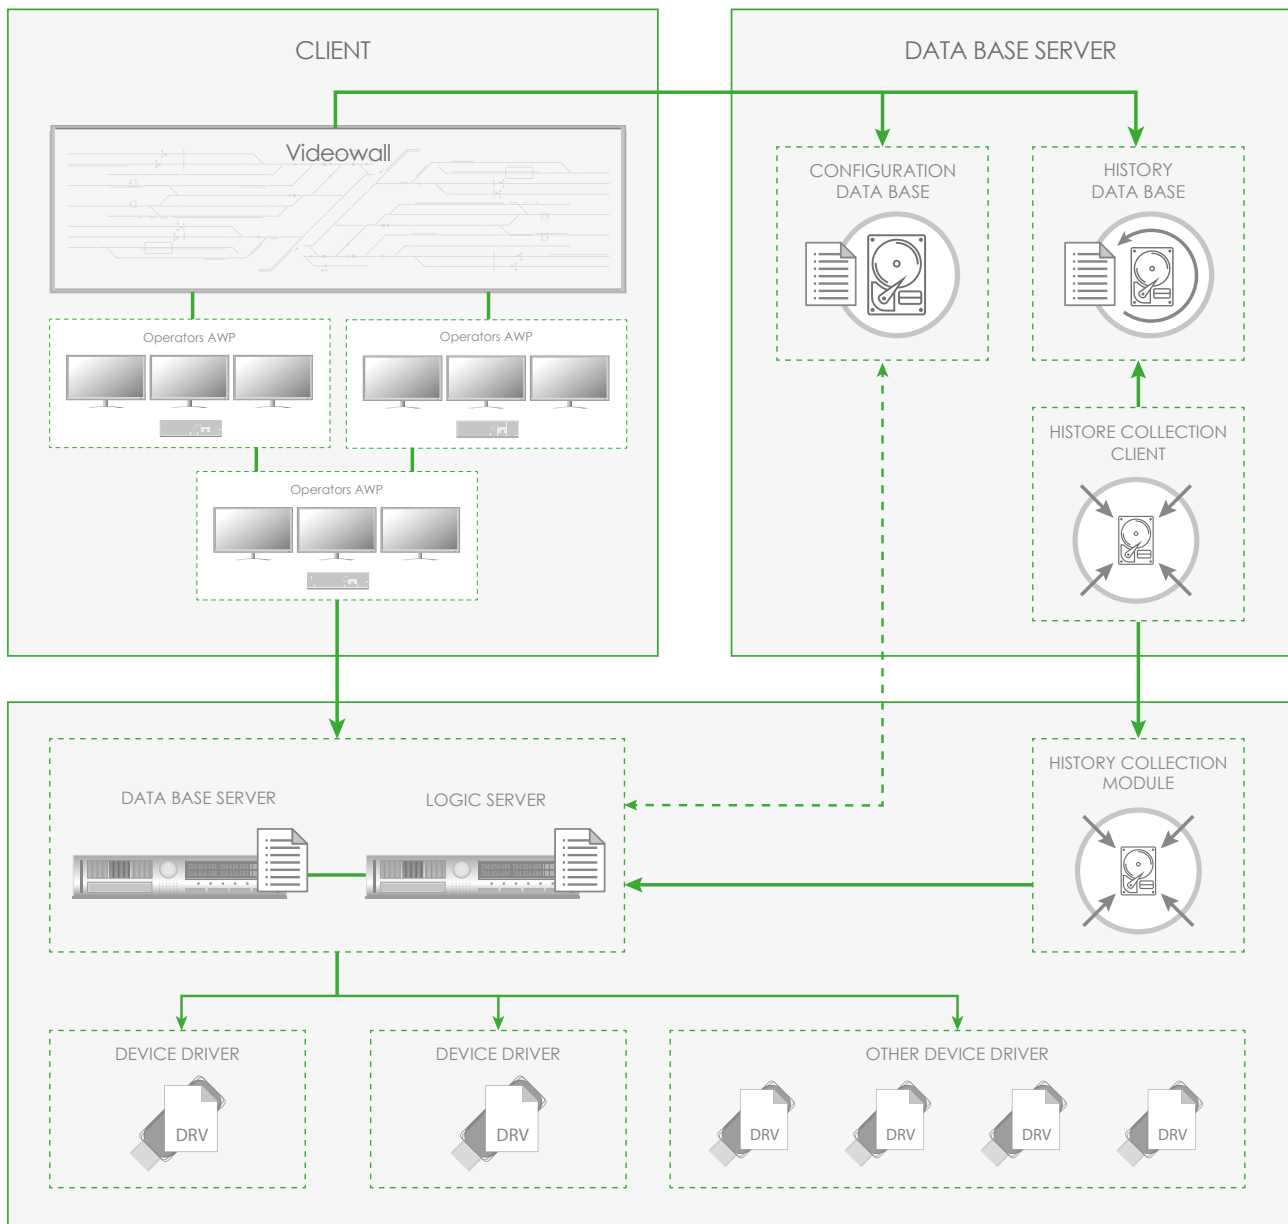 CLIENT
DATA BASE SERVER
Videowall
CONFIGURATION
DATA BASE
HISTORY
DATA BASE
Operators AWP
Operators AWP
HISTORE COLLECTION
CLIENT
Operators AWP
DATA BASE SERVER
LOGIC SERVER
HISTORY COLLECTION
MODULE
DEVICE DRIVER
DEVICE DRIVER
OTHER DEVICE DRIVER
DRV
DRV
DRV
DRV
DRV
DRV